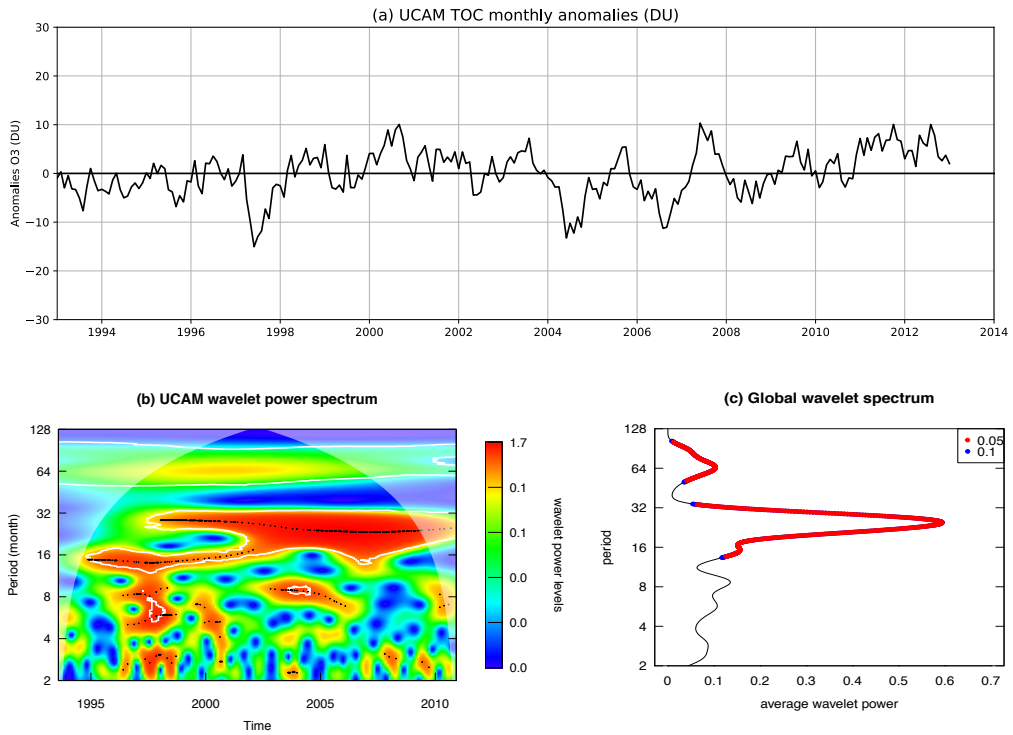 (a) UCAM TOC monthly anomalies (DU)
Anomalies O3 (DU)
30
20
10
0
−10
−20
−30
1994 1996 1998 2000 2002 2004 2006 2008 2010 2012 2014
(b) UCAM wavelet power spectrum
Period (month)
128
64
32
16
8
4
2
1995 2000 2005 2010
Time
1.7
0.1
0.1
0.0
0.0
0.0
wavelet power levels
(c) Global wavelet spectrum
period
128
64
32
16
8
4
2
0.05
0.1
0 0.1 0.2 0.3 0.4 0.5 0.6 0.7
average wavelet power